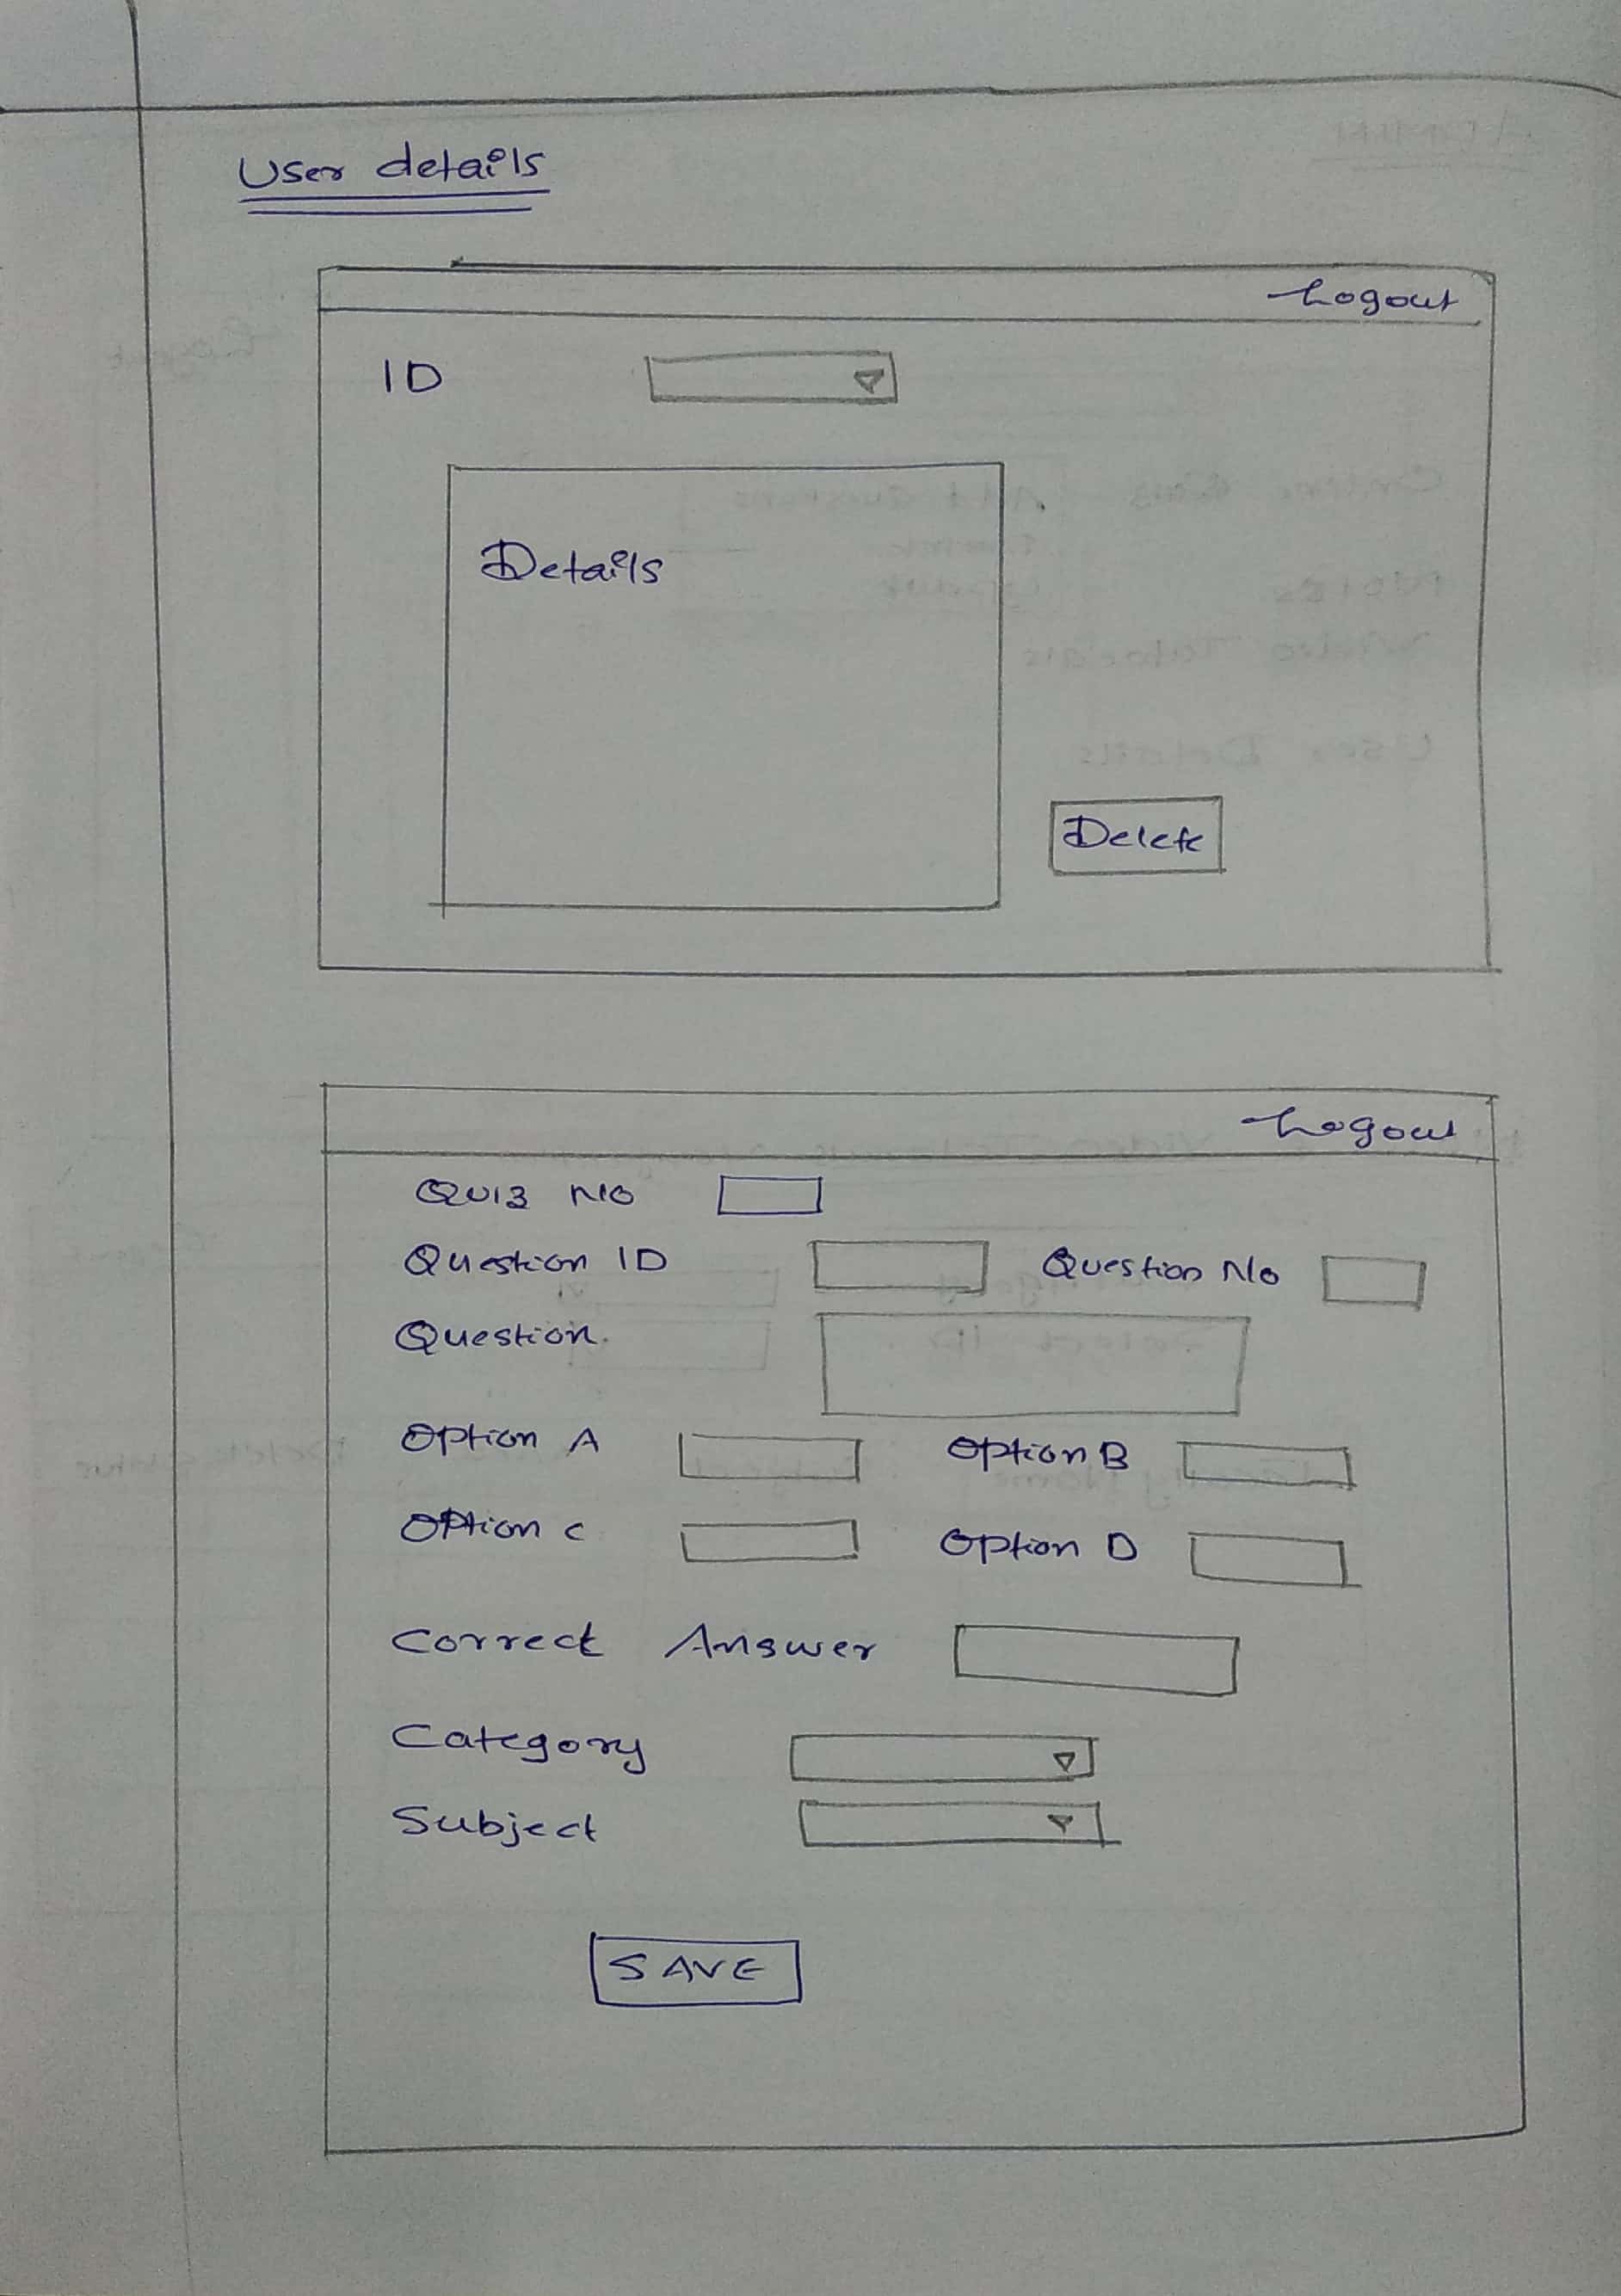 User details
Logout
ID
Details
Delete
Logout
Quiz No
Question ID Question No
Question.
Option A Option B
Option C Option D
Correct Answer
Category
Subject
SAVE